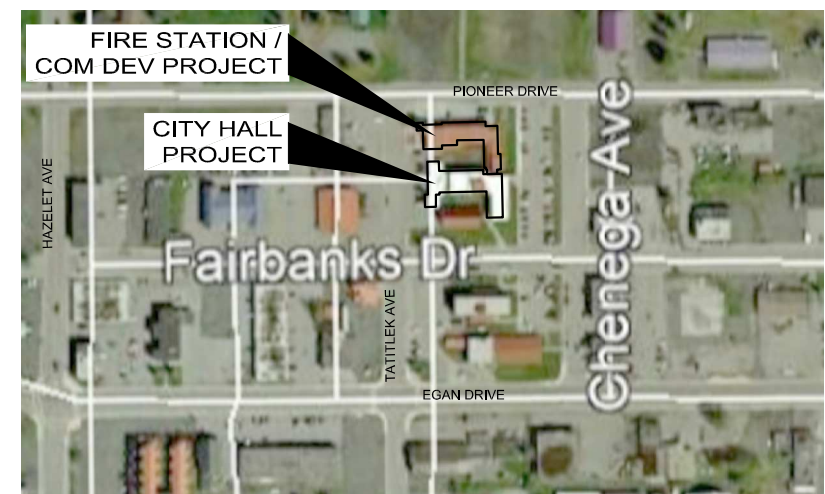 FIRE STATION /
COM DEV PROJECT
PIONEER DRIVE
CITY HALL
PROJECT
HAZELET AVE
Chenega Ave
Fairbanks Dr
TATITLEK AVE
EGAN DRIVE